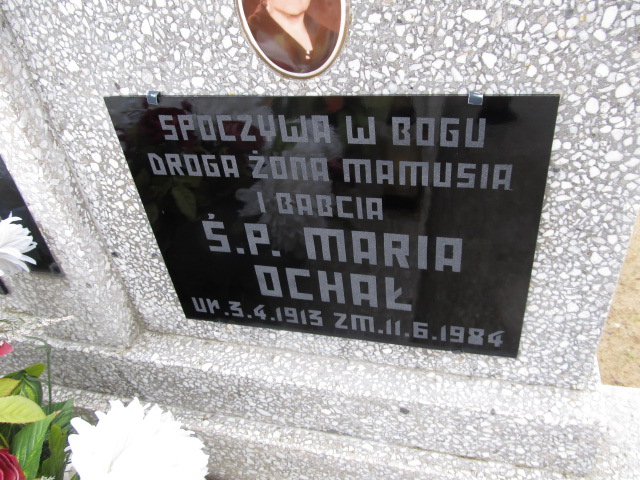 SPOCZYWA W BOGU
DROGA ŻONA MAMUSIA
I BABCIA
Ś.P. MARIA
OCHAŁ
ur.3.4.1913 zm.11.6.1984